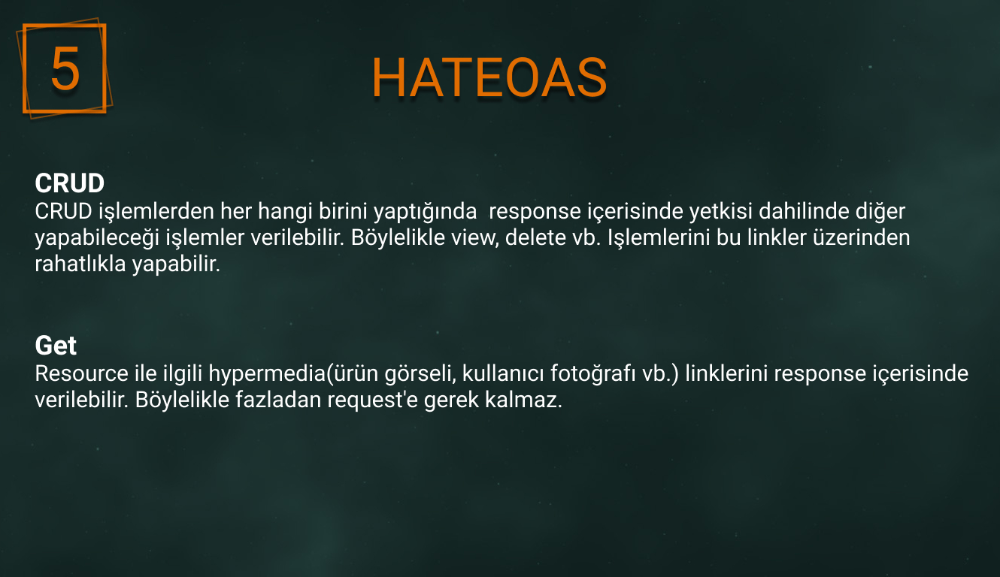 5
HATEOAS
CRUD
CRUD işlemlerden her hangi birini yaptığında  response içerisinde yetkisi dahilinde diğer
yapabileceği işlemler verilebilir. Böylelikle view, delete vb. Işlemlerini bu linkler üzerinden
rahatlıkla yapabilir.
Get
Resource ile ilgili hypermedia(ürün görseli, kullanıcı fotoğrafı vb.) linklerini response içerisinde
verilebilir. Böylelikle fazladan request'e gerek kalmaz.